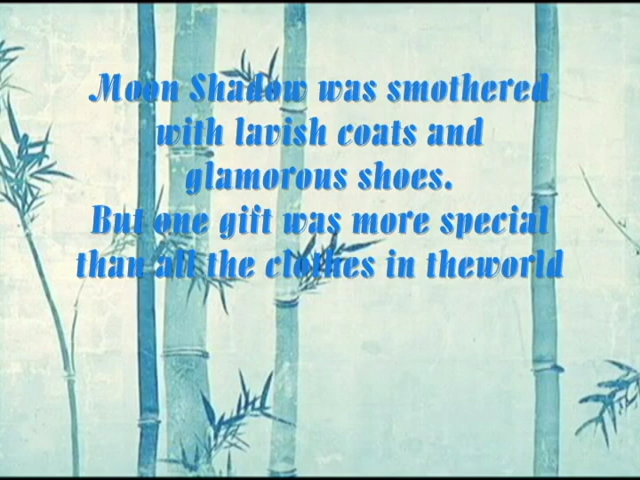 Moon Shadow was smothered
with lavish coats and
glamorous shoes.
But one gift was more special
than all the clothes in theworld